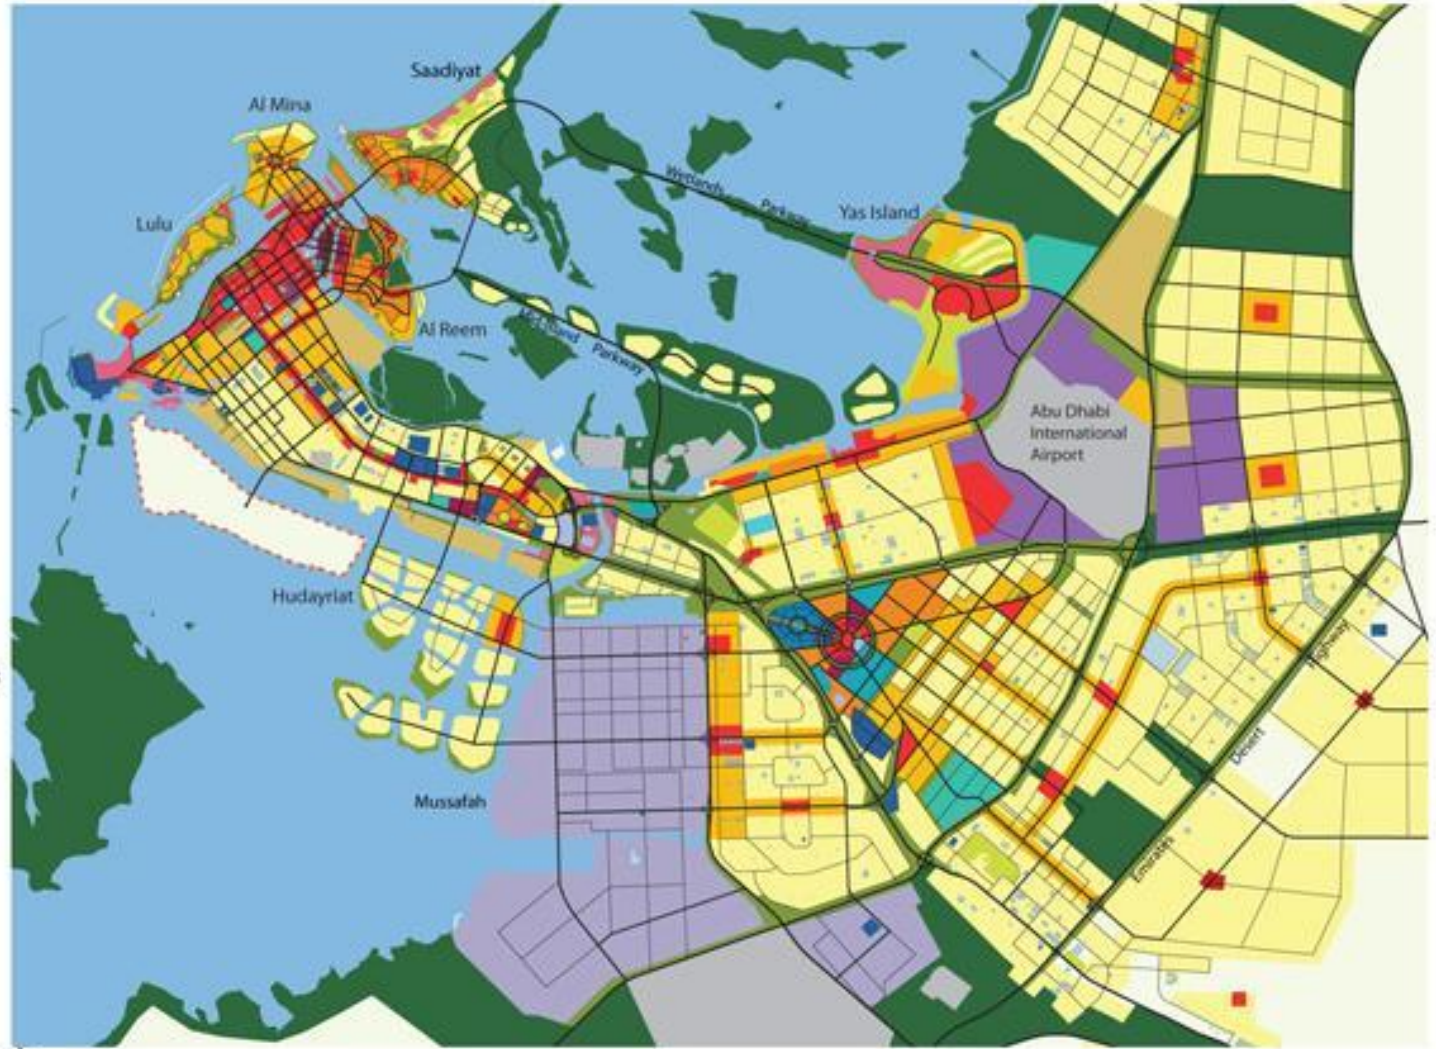 Saadiyat
Al Mina
Wetlands
Parkway
Yas Island
Lulu
Al Reem
Mid Island
Parkway
Abu Dhabi
International
Airport
Hudayriat
Mussafah
Highway
Desert
Emirates